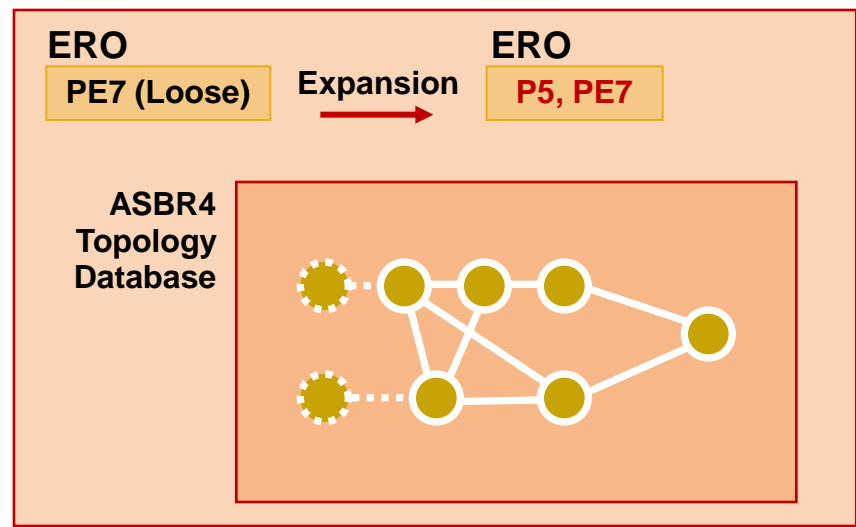 ERO
PE7 (Loose)
Expansion
ERO
P5, PE7
ASBR4
Topology
Database